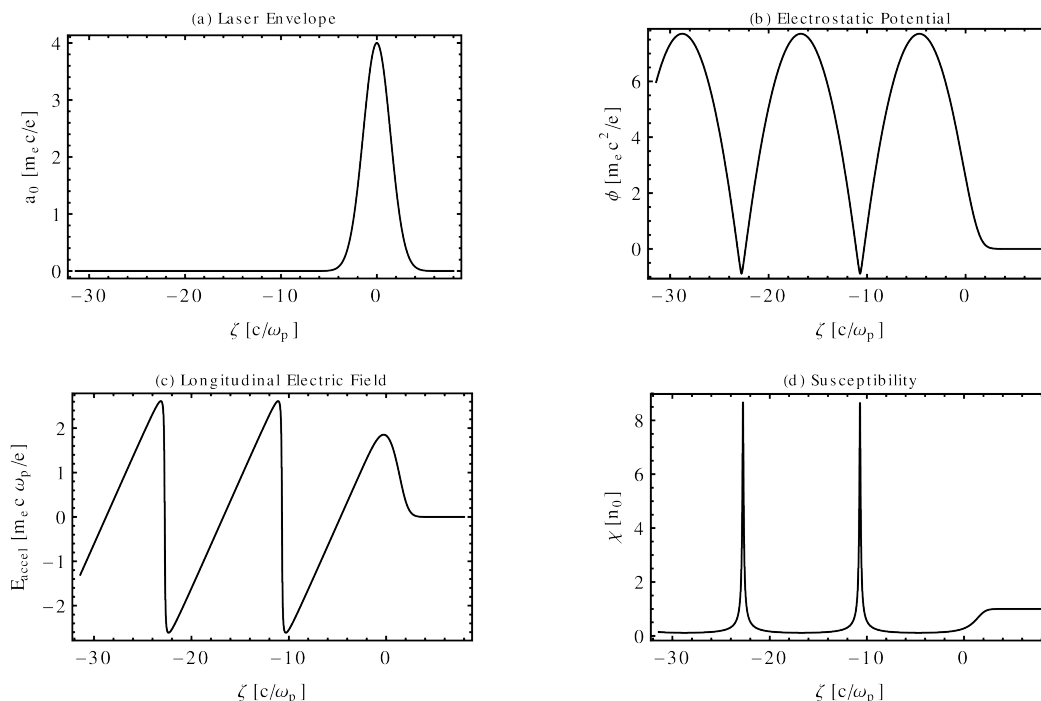 (a) Laser Envelope
4
3
2
1
0
a₀ [mₑ c/e]
−30
−20
−10
0
ζ [c/ωₚ]
(b) Electrostatic Potential
6
4
2
0
ϕ [mₑ c²/e]
−30
−20
−10
0
ζ [c/ωₚ]
(c) Longitudinal Electric Field
2
1
0
−1
−2
E_accel [mₑ c ωₚ/e]
−30
−20
−10
0
ζ [c/ωₚ]
(d) Susceptibility
8
6
4
2
0
χ [n₀]
−30
−20
−10
0
ζ [c/ωₚ]